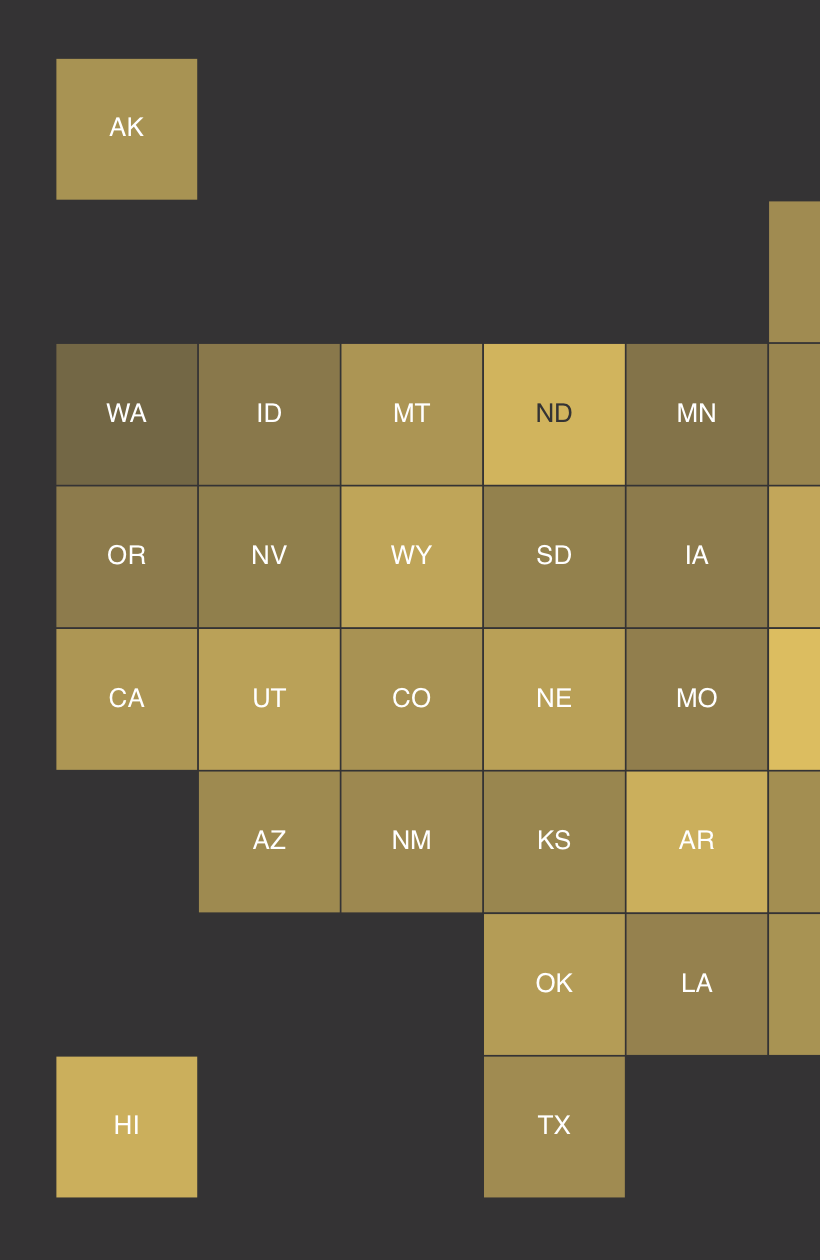 AK
WA ID MT ND MN
OR NV WY SD IA
CA UT CO NE MO
AZ NM KS AR
OK LA
HI TX